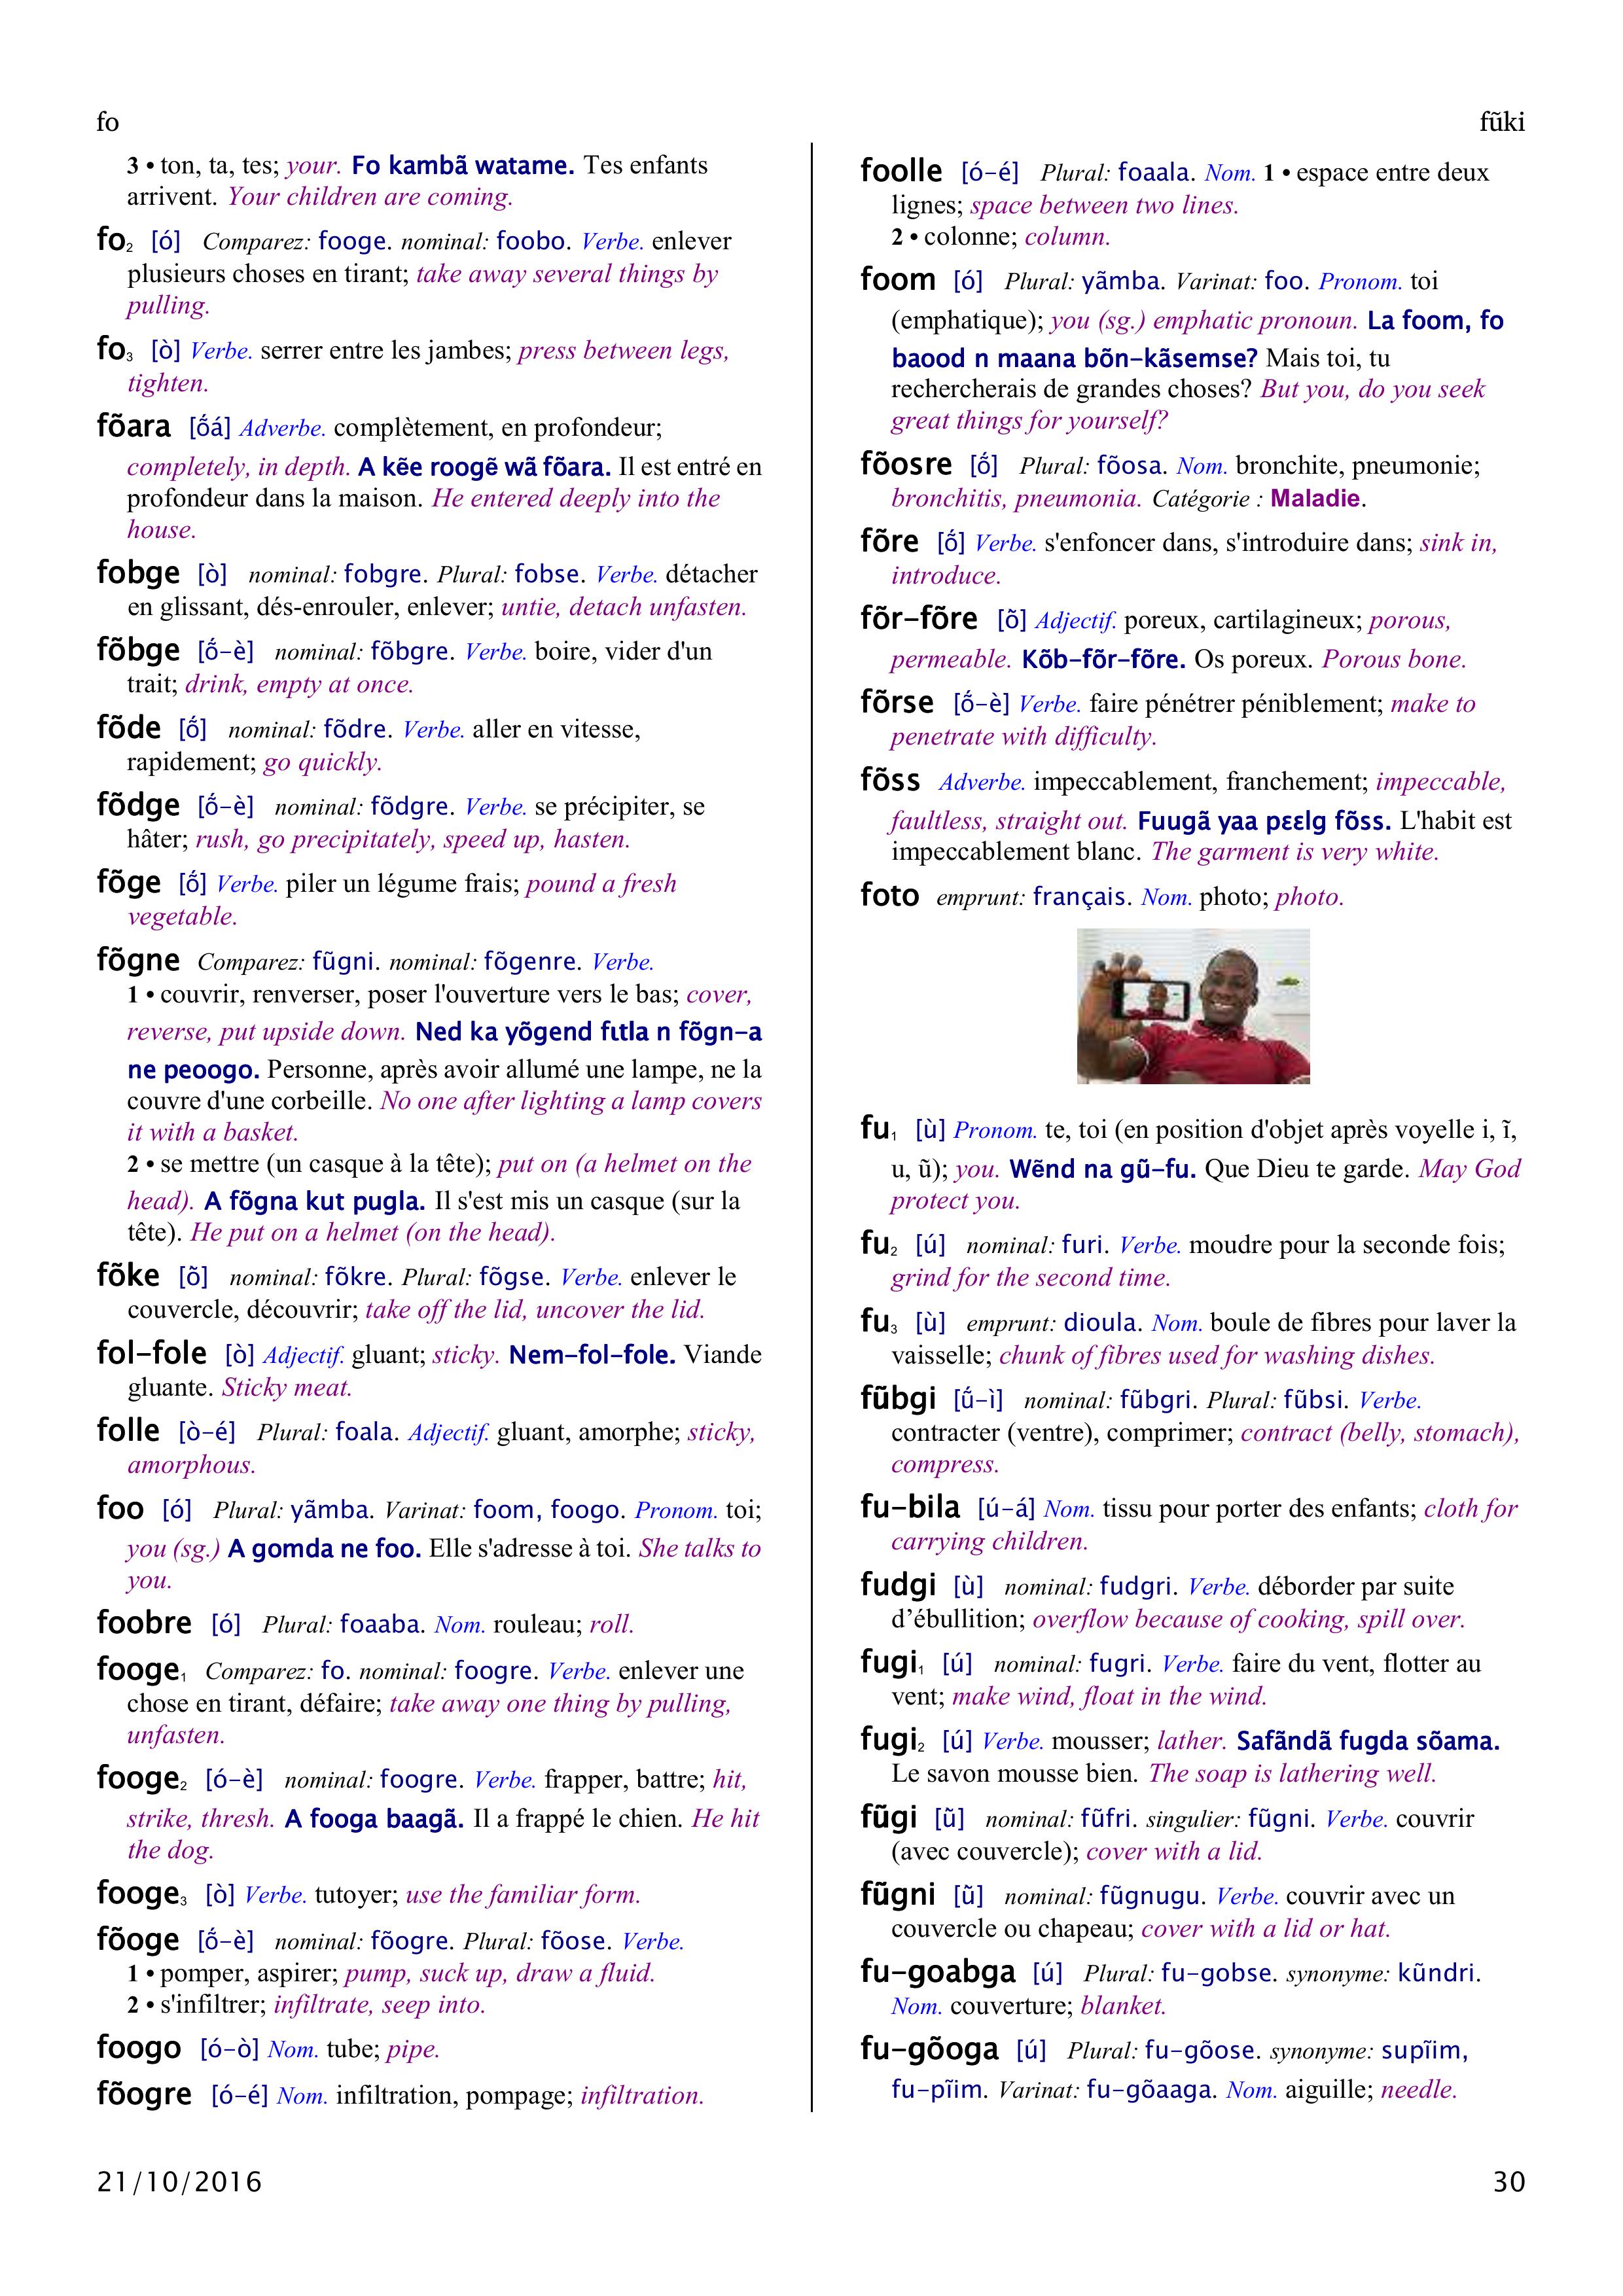 fo
fũki
3 • ton, ta, tes; your. Fo kambã watame. Tes enfants
arrivent. Your children are coming.
fo₂ [ó] Comparez: fooge. nominal: foobo. Verbe. enlever
plusieurs choses en tirant; take away several things by
pulling.
fo₃ [ò] Verbe. serrer entre les jambes; press between legs,
tighten.
fõara [ṍá] Adverbe. complètement, en profondeur;
completely, in depth. A kẽe roogẽ wã fõara. Il est entré en
profondeur dans la maison. He entered deeply into the
house.
fobge [ò] nominal: fobgre. Plural: fobse. Verbe. détacher
en glissant, dés-enrouler, enlever; untie, detach unfasten.
fõbge [ṍ-è] nominal: fõbgre. Verbe. boire, vider d'un
trait; drink, empty at once.
fõde [ṍ] nominal: fõdre. Verbe. aller en vitesse,
rapidement; go quickly.
fõdge [ṍ-è] nominal: fõdgre. Verbe. se précipiter, se
hâter; rush, go precipitately, speed up, hasten.
fõge [ṍ] Verbe. piler un légume frais; pound a fresh
vegetable.
fõgne Comparez: fũgni. nominal: fõgenre. Verbe.
1 • couvrir, renverser, poser l'ouverture vers le bas; cover,
reverse, put upside down. Ned ka yõgend fɩtla n fõgn-a
ne peoogo. Personne, après avoir allumé une lampe, ne la
couvre d'une corbeille. No one after lighting a lamp covers
it with a basket.
2 • se mettre (un casque à la tête); put on (a helmet on the
head). A fõgna kut pugla. Il s'est mis un casque (sur la
tête). He put on a helmet (on the head).
fõke [õ̀] nominal: fõkre. Plural: fõgse. Verbe. enlever le
couvercle, découvrir; take off the lid, uncover the lid.
fol-fole [ò] Adjectif. gluant; sticky. Nem-fol-fole. Viande
gluante. Sticky meat.
folle [ò-é] Plural: foala. Adjectif. gluant, amorphe; sticky,
amorphous.
foo [ó] Plural: yãmba. Varinat: foom, foogo. Pronom. toi;
you (sg.) A gomda ne foo. Elle s'adresse à toi. She talks to
you.
foobre [ó] Plural: foaaba. Nom. rouleau; roll.
fooge₁ Comparez: fo. nominal: foogre. Verbe. enlever une
chose en tirant, défaire; take away one thing by pulling,
unfasten.
fooge₂ [ó-è] nominal: foogre. Verbe. frapper, battre; hit,
strike, thresh. A fooga baagã. Il a frappé le chien. He hit
the dog.
fooge₃ [ò] Verbe. tutoyer; use the familiar form.
fõoge [ṍ-è] nominal: fõogre. Plural: fõose. Verbe.
1 • pomper, aspirer; pump, suck up, draw a fluid.
2 • s'infiltrer; infiltrate, seep into.
foogo [ó-ò] Nom. tube; pipe.
fõogre [ó-é] Nom. infiltration, pompage; infiltration.
foolle [ó-é] Plural: foaala. Nom. 1 • espace entre deux
lignes; space between two lines.
2 • colonne; column.
foom [ó] Plural: yãmba. Varinat: foo. Pronom. toi
(emphatique); you (sg.) emphatic pronoun. La foom, fo
baood n maana bõn-kãsemse? Mais toi, tu
rechercherais de grandes choses? But you, do you seek
great things for yourself?
fõosre [ṍ] Plural: fõosa. Nom. bronchite, pneumonie;
bronchitis, pneumonia. Catégorie : Maladie.
fõre [ṍ] Verbe. s'enfoncer dans, s'introduire dans; sink in,
introduce.
fõr-fõre [õ̀] Adjectif. poreux, cartilagineux; porous,
permeable. Kõb-fõr-fõre. Os poreux. Porous bone.
fõrse [ṍ-è] Verbe. faire pénétrer péniblement; make to
penetrate with difficulty.
fõss Adverbe. impeccablement, franchement; impeccable,
faultless, straight out. Fuugã yaa pɛɛlg fõss. L'habit est
impeccablement blanc. The garment is very white.
foto emprunt: français. Nom. photo; photo.
fu₁ [ù] Pronom. te, toi (en position d'objet après voyelle i, ĩ,
u, ũ); you. Wẽnd na gũ-fu. Que Dieu te garde. May God
protect you.
fu₂ [ú] nominal: furi. Verbe. moudre pour la seconde fois;
grind for the second time.
fu₃ [ù] emprunt: dioula. Nom. boule de fibres pour laver la
vaisselle; chunk of fibres used for washing dishes.
fũbgi [ṹ-ì] nominal: fũbgri. Plural: fũbsi. Verbe.
contracter (ventre), comprimer; contract (belly, stomach),
compress.
fu-bila [ú-á] Nom. tissu pour porter des enfants; cloth for
carrying children.
fudgi [ù] nominal: fudgri. Verbe. déborder par suite
d’ébullition; overflow because of cooking, spill over.
fugi₁ [ú] nominal: fugri. Verbe. faire du vent, flotter au
vent; make wind, float in the wind.
fugi₂ [ú] Verbe. mousser; lather. Safãndã fugda sõama.
Le savon mousse bien. The soap is lathering well.
fũgi [ũ̀] nominal: fũfri. singulier: fũgni. Verbe. couvrir
(avec couvercle); cover with a lid.
fũgni [ũ̀] nominal: fũgnugu. Verbe. couvrir avec un
couvercle ou chapeau; cover with a lid or hat.
fu-goabga [ú] Plural: fu-gobse. synonyme: kũndri.
Nom. couverture; blanket.
fu-gõoga [ú] Plural: fu-gõose. synonyme: supĩim,
fu-pĩim. Varinat: fu-gõaaga. Nom. aiguille; needle.
21/10/2016
30